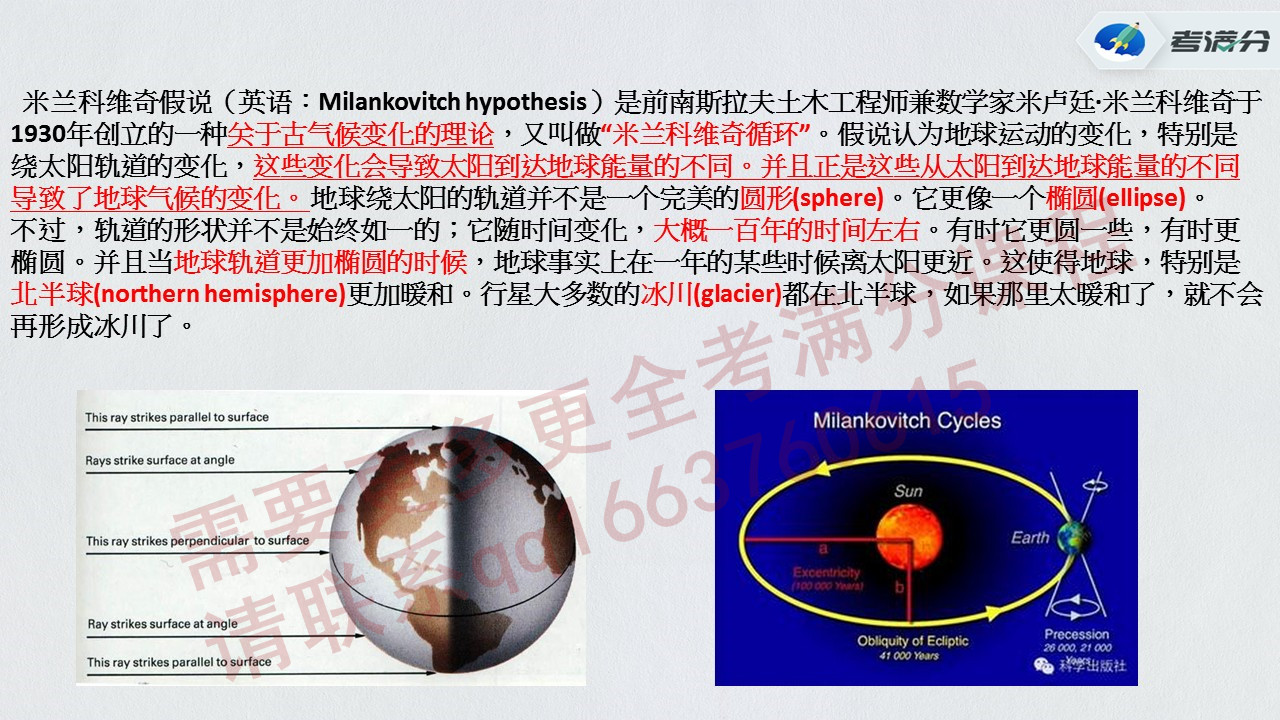 考满分
米兰科维奇假说（英语：Milankovitch hypothesis）是前南斯拉夫土木工程师兼数学家米卢廷·米兰科维奇于
1930年创立的一种关于古气候变化的理论，又叫做“米兰科维奇循环”。假说认为地球运动的变化，特别是
绕太阳轨道的变化，这些变化会导致太阳到达地球能量的不同。并且正是这些从太阳到达地球能量的不同
导致了地球气候的变化。 地球绕太阳的轨道并不是一个完美的圆形(sphere)。它更像一个椭圆(ellipse)。
不过，轨道的形状并不是始终如一的；它随时间变化，大概一百年的时间左右。有时它更圆一些，有时更
椭圆。并且当地球轨道更加椭圆的时候，地球事实上在一年的某些时候离太阳更近。这使得地球，特别是
北半球(northern hemisphere)更加暖和。行星大多数的冰川(glacier)都在北半球，如果那里太暖和了，就不会
再形成冰川了。
This ray strikes parallel to surface
Rays strike surface at angle
This ray strikes perpendicular to surface
Ray strikes surface at angle
This ray strikes parallel to surface
Milankovitch Cycles
Sun
Earth
a
Excentricity
(100 000 Years)
b
Obliquity of Ecliptic
41 000 Years
Precession
26 000, 21 000
Years
科学出版社
需要更多更全考满分课程
请联系qq1663760615